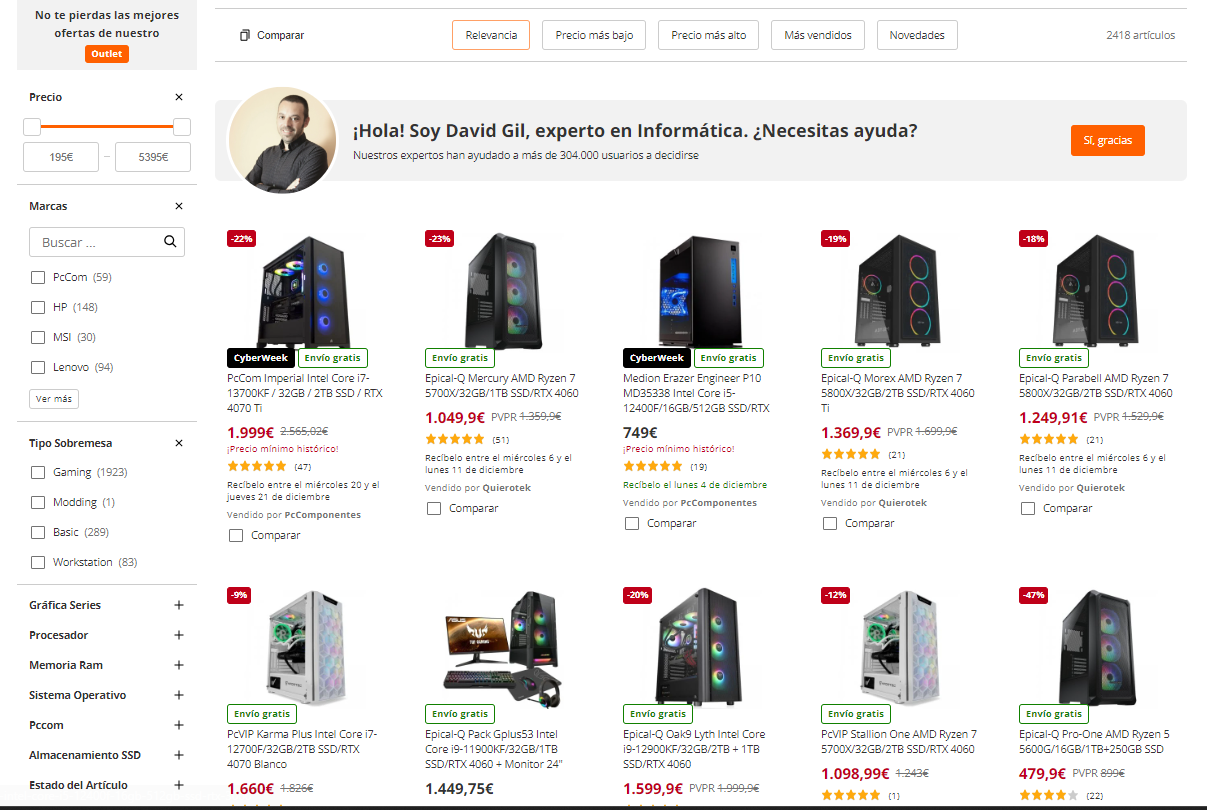 No te pierdas las mejores
ofertas de nuestro
Outlet
Precio
195€
–
5395€
Marcas
Buscar ...
PcCom (59)
HP (148)
MSI (30)
Lenovo (94)
Ver más
Tipo Sobremesa
Gaming (1923)
Modding (1)
Basic (289)
Workstation (83)
Gráfica Series
Procesador
Memoria Ram
Sistema Operativo
Pccom
Almacenamiento SSD
Estado del Artículo
Comparar
Relevancia
Precio más bajo
Precio más alto
Más vendidos
Novedades
2418 artículos
¡Hola! Soy David Gil, experto en Informática. ¿Necesitas ayuda?
Nuestros expertos han ayudado a más de 304.000 usuarios a decidirse
Sí, gracias
-22%
CyberWeek Envío gratis
PcCom Imperial Intel Core i7-
13700KF / 32GB / 2TB SSD / RTX
4070 Ti
1.999€ 2.565,02€
¡Precio mínimo histórico!
(47)
Recíbelo entre el miércoles 20 y el
jueves 21 de diciembre
Vendido por PcComponentes
Comparar
-23%
Envío gratis
Epical-Q Mercury AMD Ryzen 7
5700X/32GB/1TB SSD/RTX 4060
1.049,9€ PVPR 1.359,9€
(51)
Recíbelo entre el miércoles 6 y el
lunes 11 de diciembre
Vendido por Quierotek
Comparar
CyberWeek Envío gratis
Medion Erazer Engineer P10
MD35338 Intel Core i5-
12400F/16GB/512GB SSD/RTX
749€
¡Precio mínimo histórico!
(19)
Recíbelo el lunes 4 de diciembre
Vendido por PcComponentes
Comparar
-19%
Envío gratis
Epical-Q Morex AMD Ryzen 7
5800X/32GB/2TB SSD/RTX 4060
Ti
1.369,9€ PVPR 1.699,9€
(21)
Recíbelo entre el miércoles 6 y el
lunes 11 de diciembre
Vendido por Quierotek
Comparar
-18%
Envío gratis
Epical-Q Parabell AMD Ryzen 7
5800X/32GB/2TB SSD/RTX 4060
1.249,91€ PVPR 1.529,9€
(21)
Recíbelo entre el miércoles 6 y el
lunes 11 de diciembre
Vendido por Quierotek
Comparar
-9%
Envío gratis
PcVIP Karma Plus Intel Core i7-
12700F/32GB/2TB SSD/RTX
4070 Blanco
1.660€ 1.826€
ASUS
TUF GAMING
Envío gratis
Epical-Q Pack Gplus53 Intel
Core i9-11900KF/32GB/1TB
SSD/RTX 4060 + Monitor 24"
1.449,75€
-20%
Envío gratis
Epical-Q Oak9 Lyth Intel Core
i9-12900KF/32GB/2TB + 1TB
SSD/RTX 4060
1.599,9€ PVPR 1.999,9€
-12%
Envío gratis
PcVIP Stallion One AMD Ryzen 7
5700X/32GB/2TB SSD/RTX 4060
1.098,99€ 1.243€
(1)
-47%
Envío gratis
Epical-Q Pro-One AMD Ryzen 5
5600G/16GB/1TB+250GB SSD
479,9€ PVPR 899€
(22)